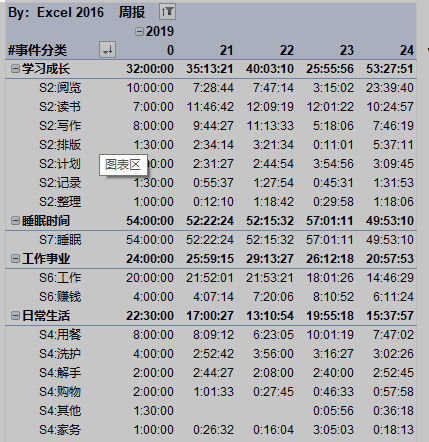 By：Excel 2016 周报
2019
#事件分类 0 21 22 23 24
学习成长 32:00:00 35:13:21 40:03:10 25:55:56 53:27:51
S2:阅览 10:00:00 7:28:44 7:47:14 3:15:02 23:39:40
S2:读书 7:00:00 11:46:42 12:09:19 12:01:22 10:24:57
S2:写作 8:00:00 9:44:27 11:13:33 5:18:06 7:46:19
S2:排版 1:30:00 2:34:14 3:21:34 0:11:01 5:37:11
S2:计划 :00:00 2:31:27 2:44:54 3:54:56 3:09:45
图表区
S2:记录 1:30:00 0:55:37 1:27:54 0:45:31 1:31:53
S2:整理 1:00:00 0:12:10 1:18:42 0:29:58 1:18:06
睡眠时间 54:00:00 52:22:24 52:15:32 57:01:11 49:53:10
S7:睡眠 54:00:00 52:22:24 52:15:32 57:01:11 49:53:10
工作事业 24:00:00 25:59:15 29:13:27 26:12:18 20:57:53
S6:工作 20:00:00 21:52:01 21:53:21 18:01:26 14:46:29
S6:赚钱 4:00:00 4:07:14 7:20:06 8:10:52 6:11:24
日常生活 22:30:00 17:00:27 13:10:54 19:55:18 15:37:57
S4:用餐 8:00:00 8:09:12 6:23:05 10:01:19 7:47:02
S4:洗护 4:00:00 2:52:42 3:56:00 3:16:27 3:02:26
S4:解手 2:00:00 2:44:27 2:08:00 2:40:00 2:52:45
S4:购物 2:00:00 1:01:33 0:27:45 0:46:33 0:57:58
S4:其他 1:30:00 0:05:56 0:36:18
S4:家务 1:00:00 0:26:32 0:16:04 3:05:03 0:18:13